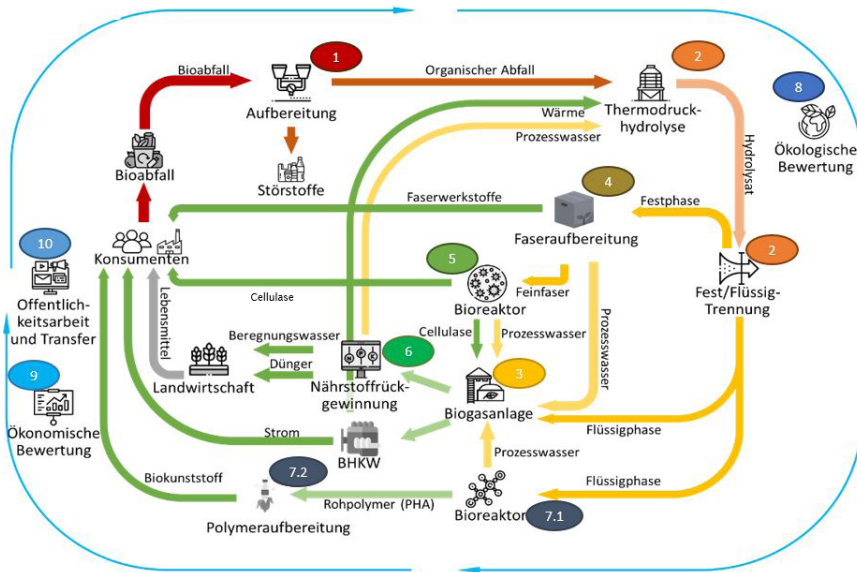 Bioabfall
1
Aufbereitung
Organischer Abfall
2
Thermodruck-
hydrolyse
8
Ökologische
Bewertung
Wärme
Prozesswasser
Hydrolysat
Bioabfall
Störstoffe
4
Faserwerkstoffe
Festphase
Faseraufbereitung
10
Konsumenten
Offentlich-
keitsarbeit
und Transfer
5
Bioreaktor
Feinfaser
2
Fest/Flüssig-
Trennung
Cellulase
Lebensmittel
Cellulase
Prozesswasser
Prozesswasser
Beregnungswasser
Dünger
Landwirtschaft
6
Nährstoffrück-
gewinnung
3
Biogasanlage
9
Ökonomische
Bewertung
Flüssigphase
Strom
BHKW
Prozesswasser
Biokunststoff
7.2
Polymeraufbereitung
Rohpolymer (PHA)
Bioreaktor
7.1
Flüssigphase